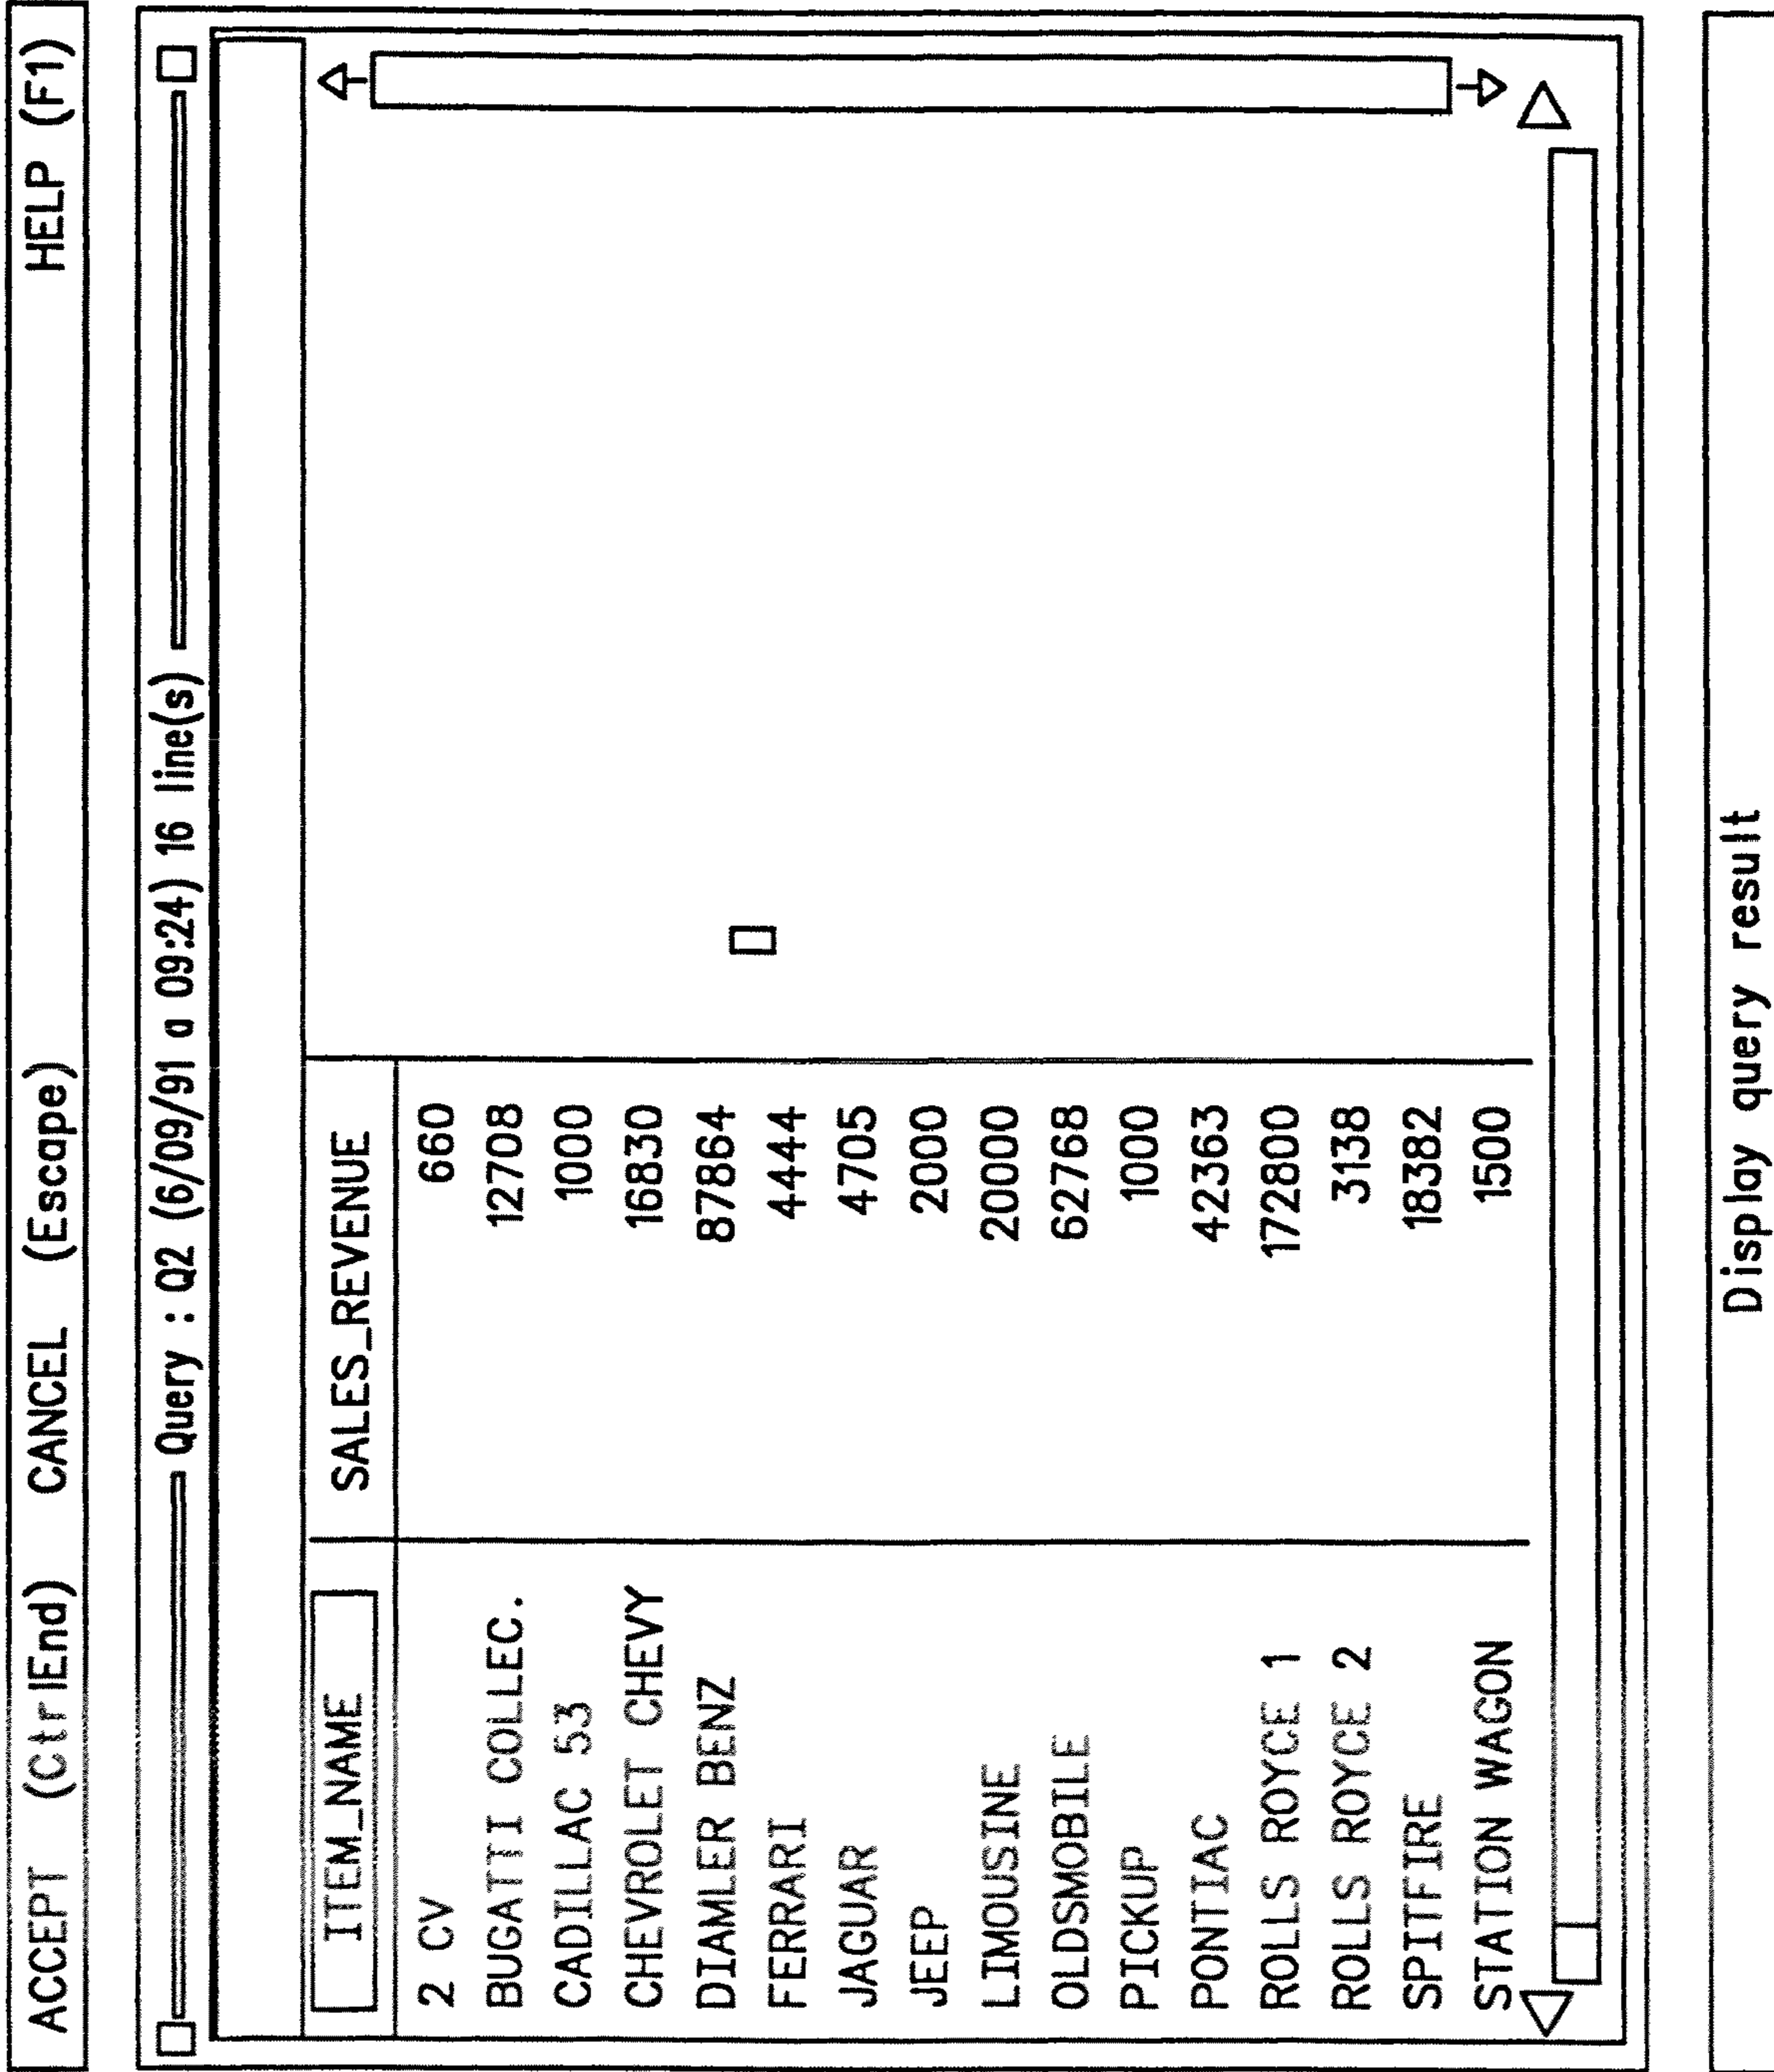 ACCEPT (CtrlEnd) CANCEL (Escape) HELP (F1)
Query : Q2 (6/09/91 a 09:24) 16 line(s)
ITEM_NAME SALES_REVENUE
2 CV 660
BUGATTI COLLEC. 12708
CADILLAC 53 1000
CHEVROLET CHEVY 16830
DIAMLER BENZ 87864
FERRARI 4444
JAGUAR 4705
JEEP 2000
LIMOUSINE 20000
OLDSMOBILE 62768
PICKUP 1000
PONTIAC 42363
ROLLS ROYCE 1 172800
ROLLS ROYCE 2 3138
SPITFIRE 18382
STATION WAGON 1500
Display query result